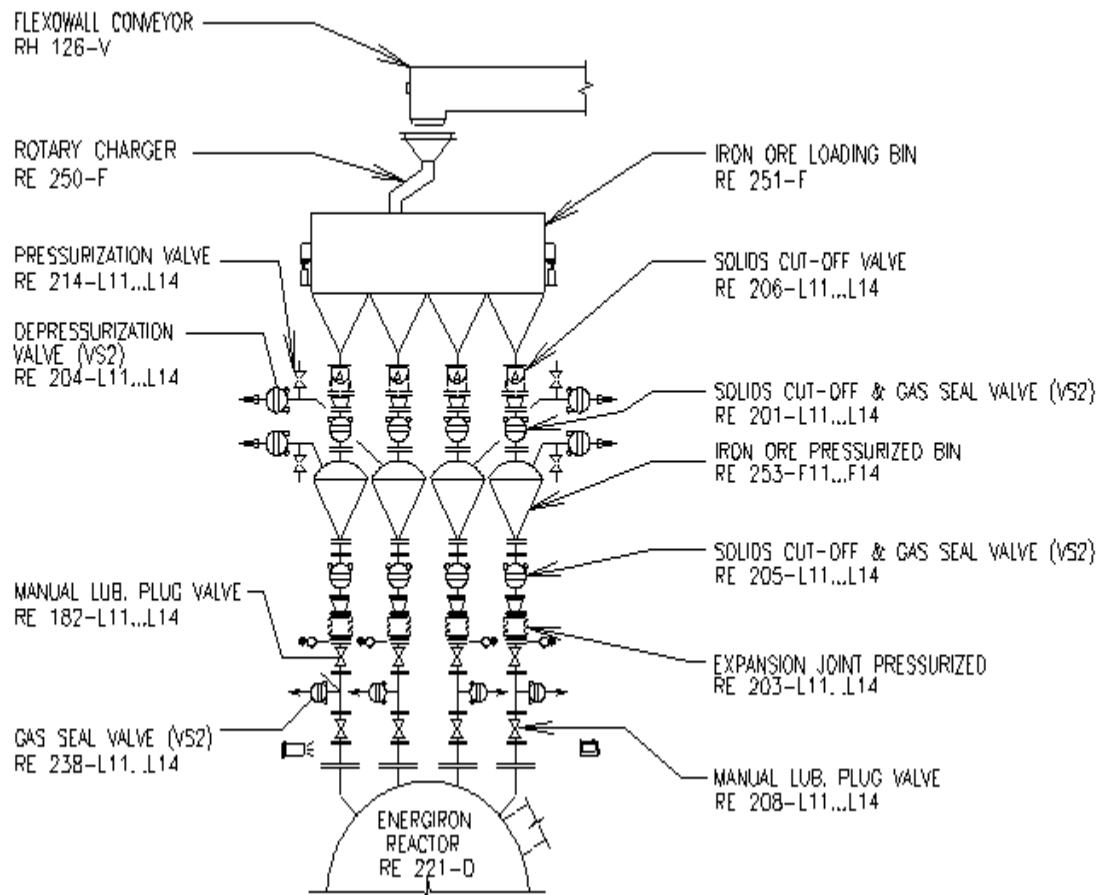 FLEXOWALL CONVEYOR
RH 126-V
ROTARY CHARGER
RE 250-F
IRON ORE LOADING BIN
RE 251-F
PRESSURIZATION VALVE
RE 214-L11...L14
SOLIDS CUT-OFF VALVE
RE 206-L11...L14
DEPRESSURIZATION
VALVE (VS2)
RE 204-L11...L14
SOLIDS CUT-OFF & GAS SEAL VALVE (VS2)
RE 201-L11...L14
IRON ORE PRESSURIZED BIN
RE 253-F11...F14
SOLIDS CUT-OFF & GAS SEAL VALVE (VS2)
RE 205-L11...L14
MANUAL LUB. PLUG VALVE
RE 182-L11...L14
EXPANSION JOINT PRESSURIZED
RE 203-L11...L14
GAS SEAL VALVE (VS2)
RE 238-L11...L14
MANUAL LUB. PLUG VALVE
RE 208-L11...L14
ENERGIRON
REACTOR
RE 221-D